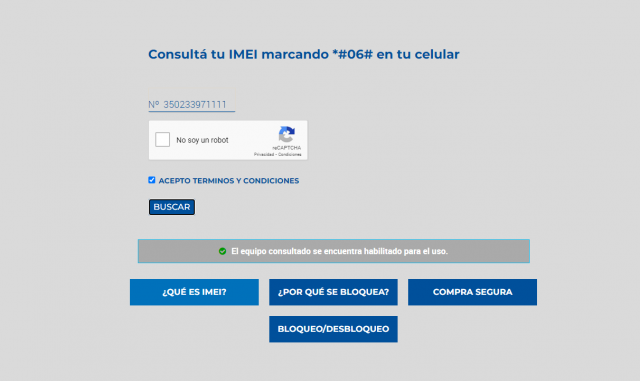 Consultá tu IMEI marcando *#06# en tu celular
Nº 350233971111
No soy un robot
reCAPTCHA
Privacidad - Condiciones
ACEPTO TERMINOS Y CONDICIONES
BUSCAR
El equipo consultado se encuentra habilitado para el uso.
¿QUÉ ES IMEI? ¿POR QUÉ SE BLOQUEA? COMPRA SEGURA
BLOQUEO/DESBLOQUEO